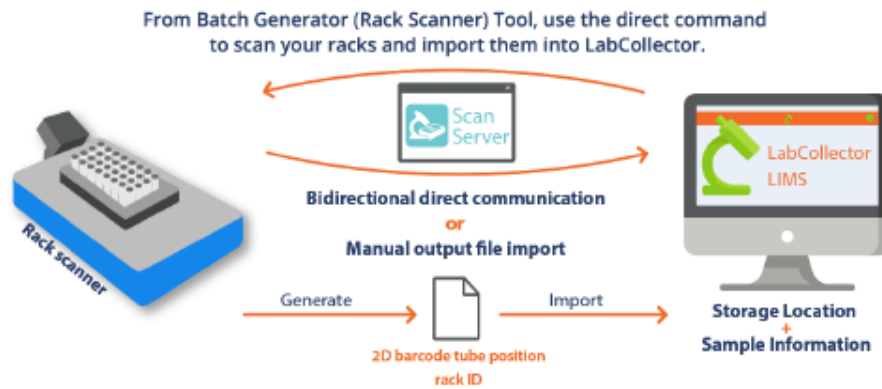 From Batch Generator (Rack Scanner) Tool, use the direct command
to scan your racks and import them into LabCollector.
Scan
Server
LabCollector
LIMS
Rack scanner
Bidirectional direct communication
or
Manual output file import
Generate
Import
2D barcode tube position
rack ID
Storage Location
+
Sample Information